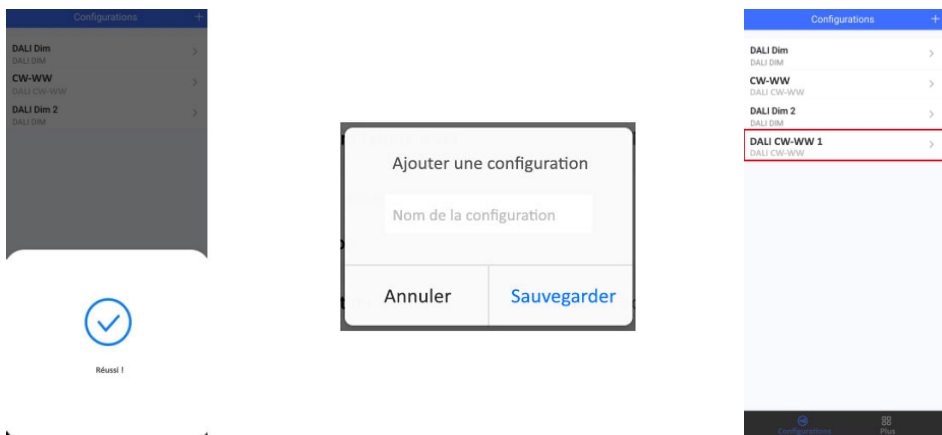 Configurations +
DALI Dim
DALI DIM
CW-WW
DALI CW-WW
DALI Dim 2
DALI DIM
Réussi !
Ajouter une configuration
Nom de la configuration
Annuler
Sauvegarder
Configurations +
DALI Dim
DALI DIM
CW-WW
DALI CW-WW
DALI Dim 2
DALI DIM
DALI CW-WW 1
DALI CW-WW
Configurations
Plus